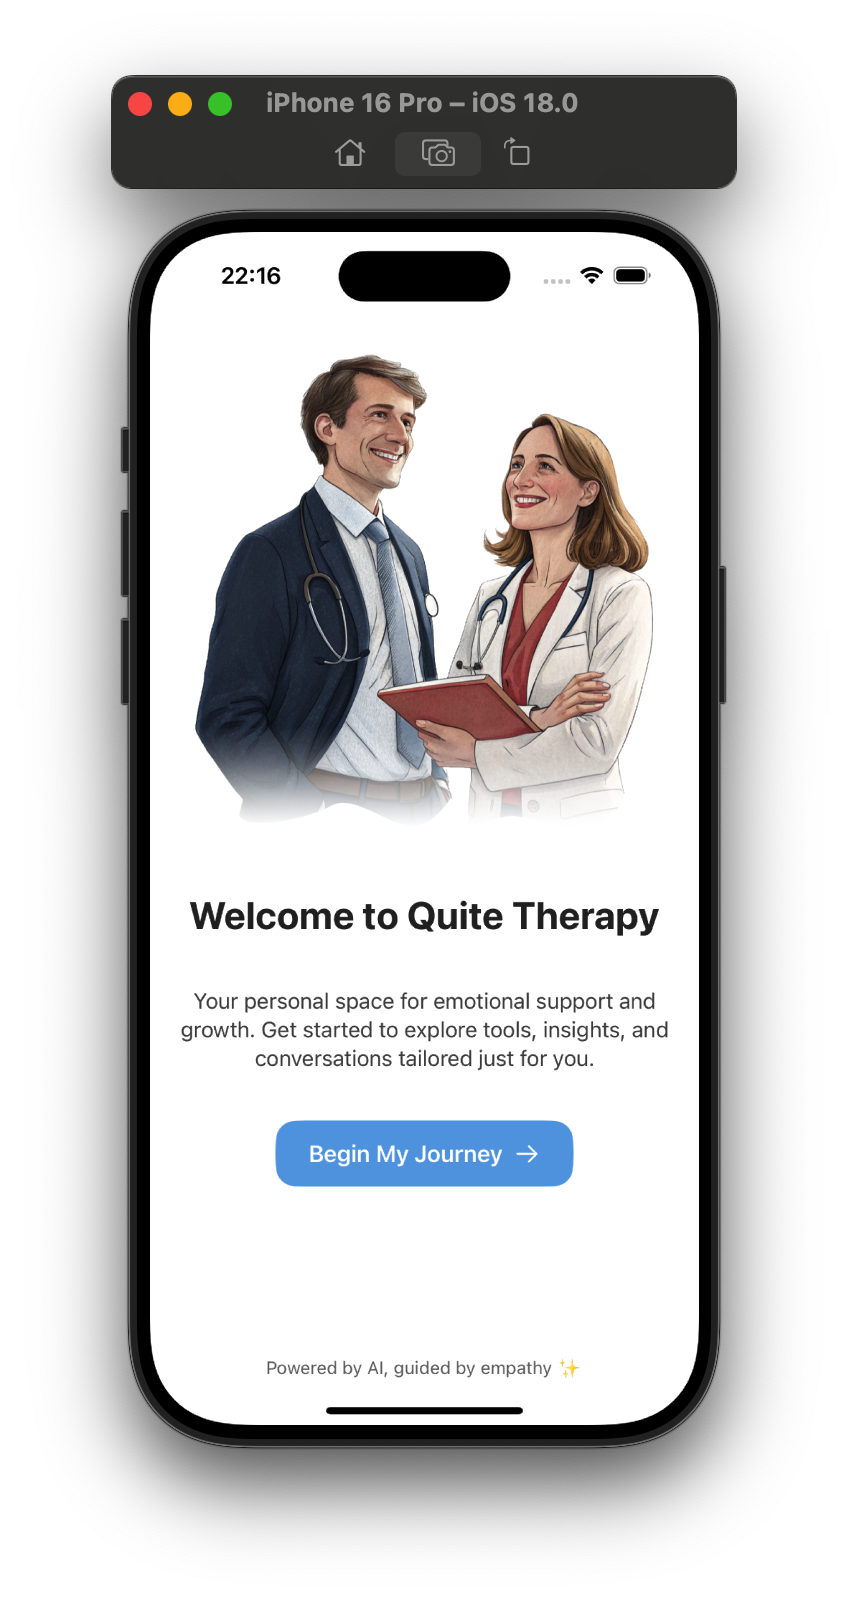 iPhone 16 Pro – iOS 18.0
22:16
Welcome to Quite Therapy
Your personal space for emotional support and
growth. Get started to explore tools, insights, and
conversations tailored just for you.
Begin My Journey →
Powered by AI, guided by empathy ✨